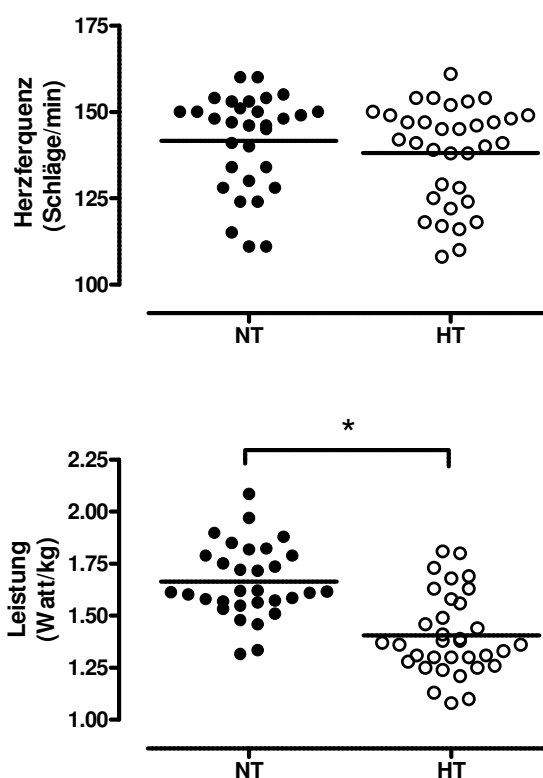 Herzferquenz
(Schläge/min)
175
150
125
100
NT
HT
*
Leistung
(Watt/kg)
2.25
2.00
1.75
1.50
1.25
1.00
NT
HT